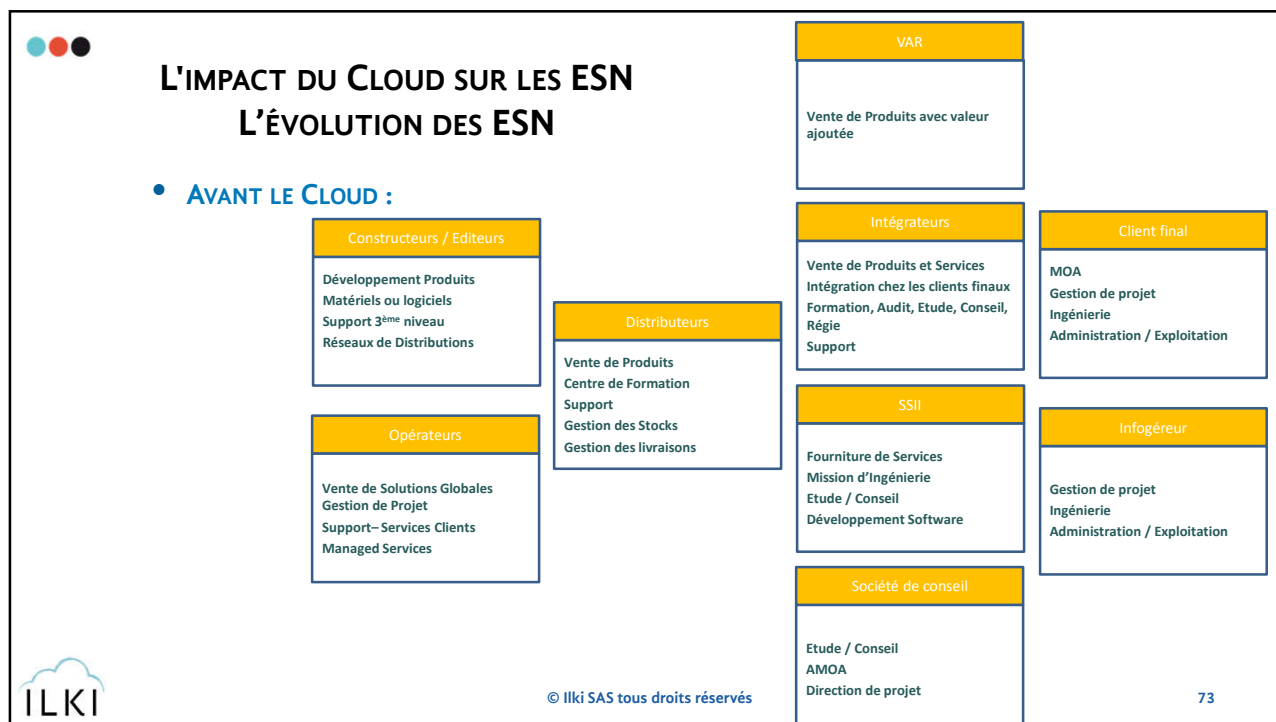 L'IMPACT DU CLOUD SUR LES ESN
L'ÉVOLUTION DES ESN
• AVANT LE CLOUD :
Constructeurs / Editeurs
Développement Produits
Matériels ou logiciels
Support 3ème niveau
Réseaux de Distributions
Opérateurs
Vente de Solutions Globales
Gestion de Projet
Support– Services Clients
Managed Services
Distributeurs
Vente de Produits
Centre de Formation
Support
Gestion des Stocks
Gestion des livraisons
VAR
Vente de Produits avec valeur
ajoutée
Intégrateurs
Vente de Produits et Services
Intégration chez les clients finaux
Formation, Audit, Etude, Conseil,
Régie
Support
SSII
Fourniture de Services
Mission d'Ingénierie
Etude / Conseil
Développement Software
Société de conseil
Etude / Conseil
AMOA
Direction de projet
Client final
MOA
Gestion de projet
Ingénierie
Administration / Exploitation
Infogéreur
Gestion de projet
Ingénierie
Administration / Exploitation
ILKI
© Ilki SAS tous droits réservés
73